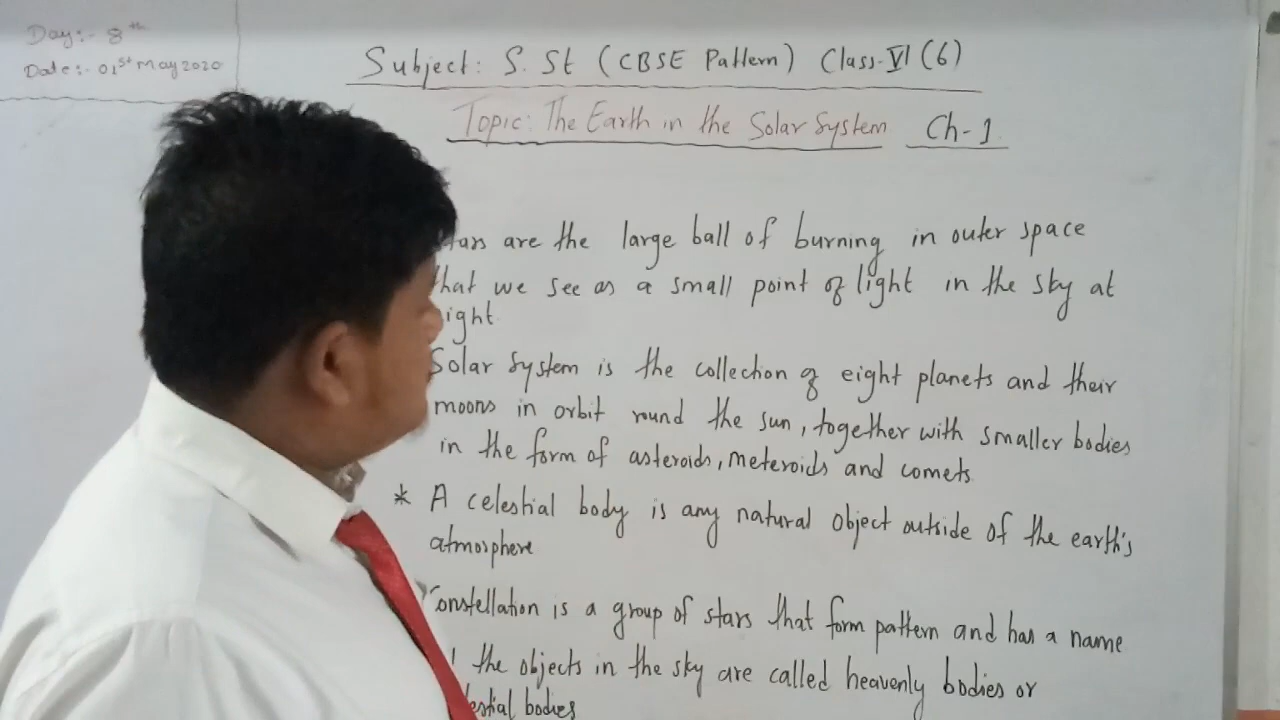 Day:- 8th
Date:- 01st May 2020
Subject: S. St (CBSE Pattern) Class-VI (6)
Topic: The Earth in the Solar System Ch-1
are the large ball of burning in outer space
that we see as a small point of light in the sky at
ight
Solar System is the collection of eight planets and their
moons in orbit round the sun, together with smaller bodies
in the form of asteroids, meteroids and comets
* A celestial body is any natural object outside of the earth's
atmosphere
Constellation is a group of stars that form pattern and has a name
the objects in the sky are called heavenly bodies or
estial bodies